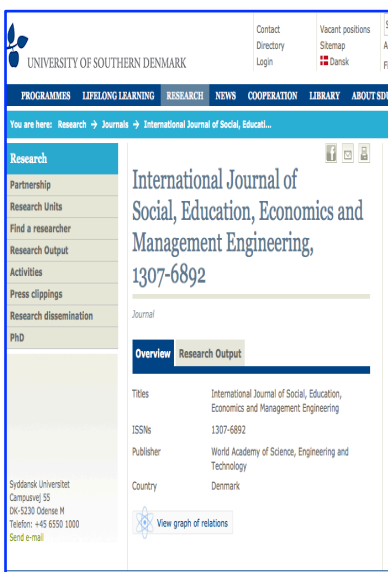 Contact
Directory
Login
Vacant positions
Sitemap
Dansk
UNIVERSITY OF SOUTHERN DENMARK
PROGRAMMES LIFELONG LEARNING RESEARCH NEWS COOPERATION LIBRARY ABOUT SDU
You are here: Research → Journals → International Journal of Social, Educati...
Research
Partnership
Research Units
Find a researcher
Research Output
Activities
Press clippings
Research dissemination
PhD
International Journal of
Social, Education, Economics and
Management Engineering,
1307-6892
Journal
Overview Research Output
Titles International Journal of Social, Education,
Economics and Management Engineering
ISSNs 1307-6892
Publisher World Academy of Science, Engineering and
Technology
Country Denmark
View graph of relations
Syddansk Universitet
Campusvej 55
DK-5230 Odense M
Telefon: +45 6550 1000
Send e-mail